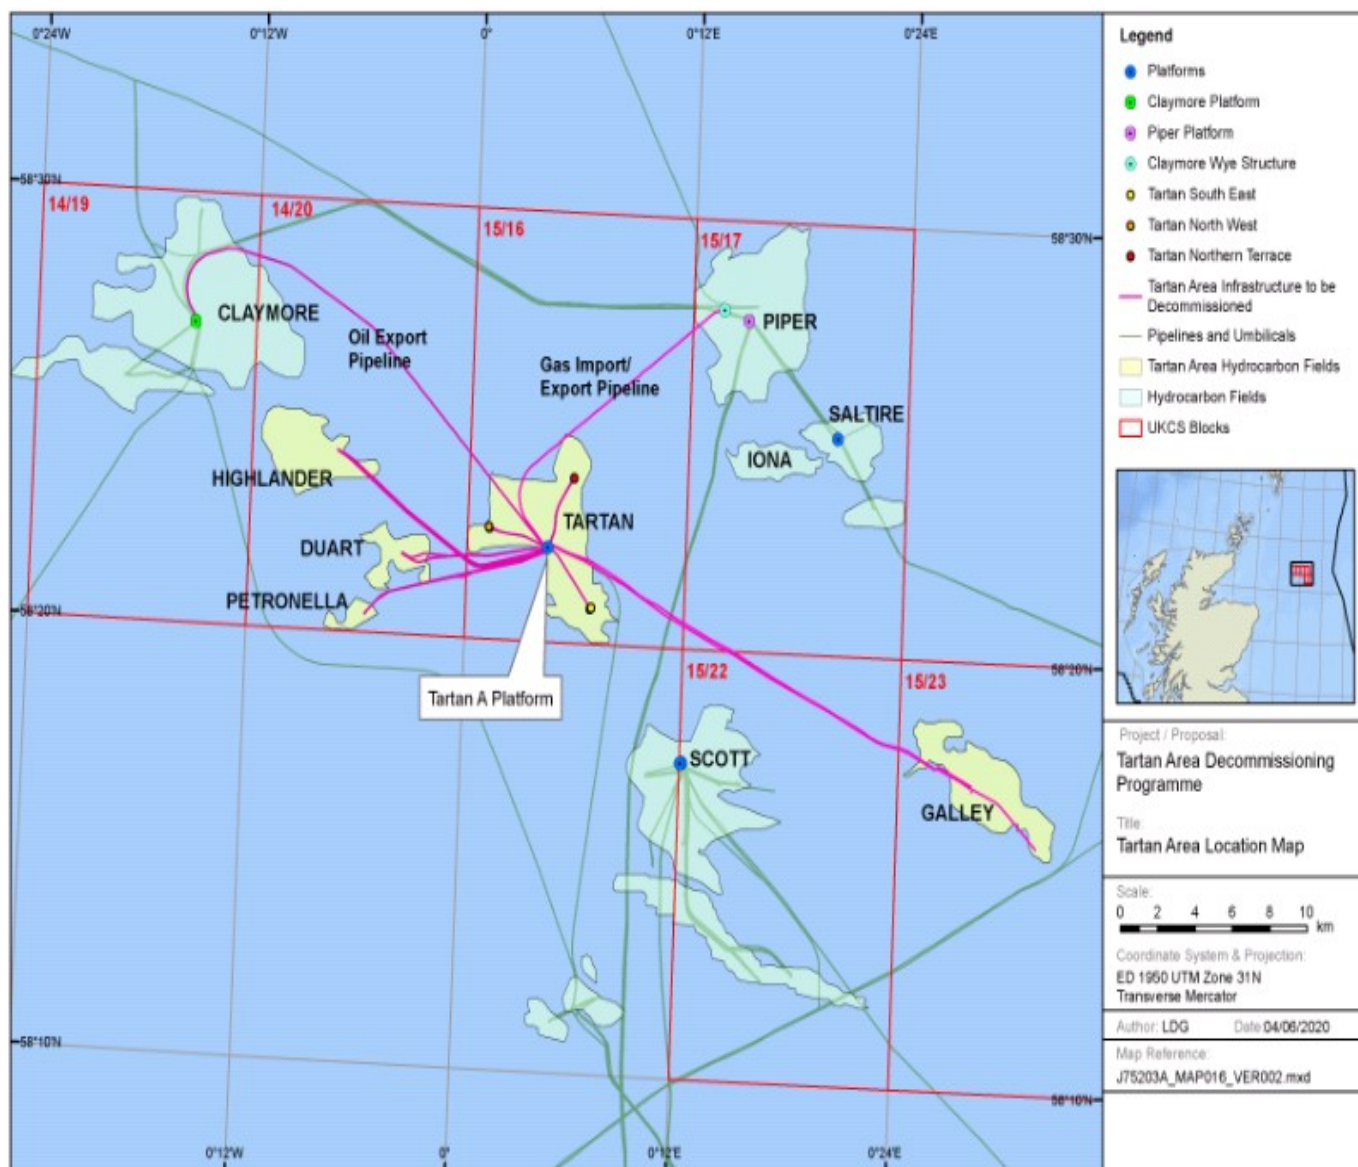 0°24'W
0°12'W
0°
0°12'E
0°24'E
58°30'N
58°30'N
14/19
14/20
15/16
15/17
CLAYMORE
PIPER
Oil Export
Pipeline
Gas Import/
Export Pipeline
SALTIRE
IONA
HIGHLANDER
TARTAN
DUART
PETRONELLA
58°20'N
58°20'N
15/22
15/23
Tartan A Platform
SCOTT
GALLEY
58°10'N
58°10'N
0°12'W
0°
0°12'E
0°24'E
Legend
Platforms
Claymore Platform
Piper Platform
Claymore Wye Structure
Tartan South East
Tartan North West
Tartan Northern Terrace
Tartan Area Infrastructure to be
Decommissioned
Pipelines and Umbilicals
Tartan Area Hydrocarbon Fields
Hydrocarbon Fields
UKCS Blocks
Project / Proposal:
Tartan Area Decommissioning
Programme
Title:
Tartan Area Location Map
Scale:
0 2 4 6 8 10
km
Coordinate System & Projection:
ED 1950 UTM Zone 31N
Transverse Mercator
Author: LDG Date:04/06/2020
Map Reference:
J75203A_MAP016_VER002.mxd